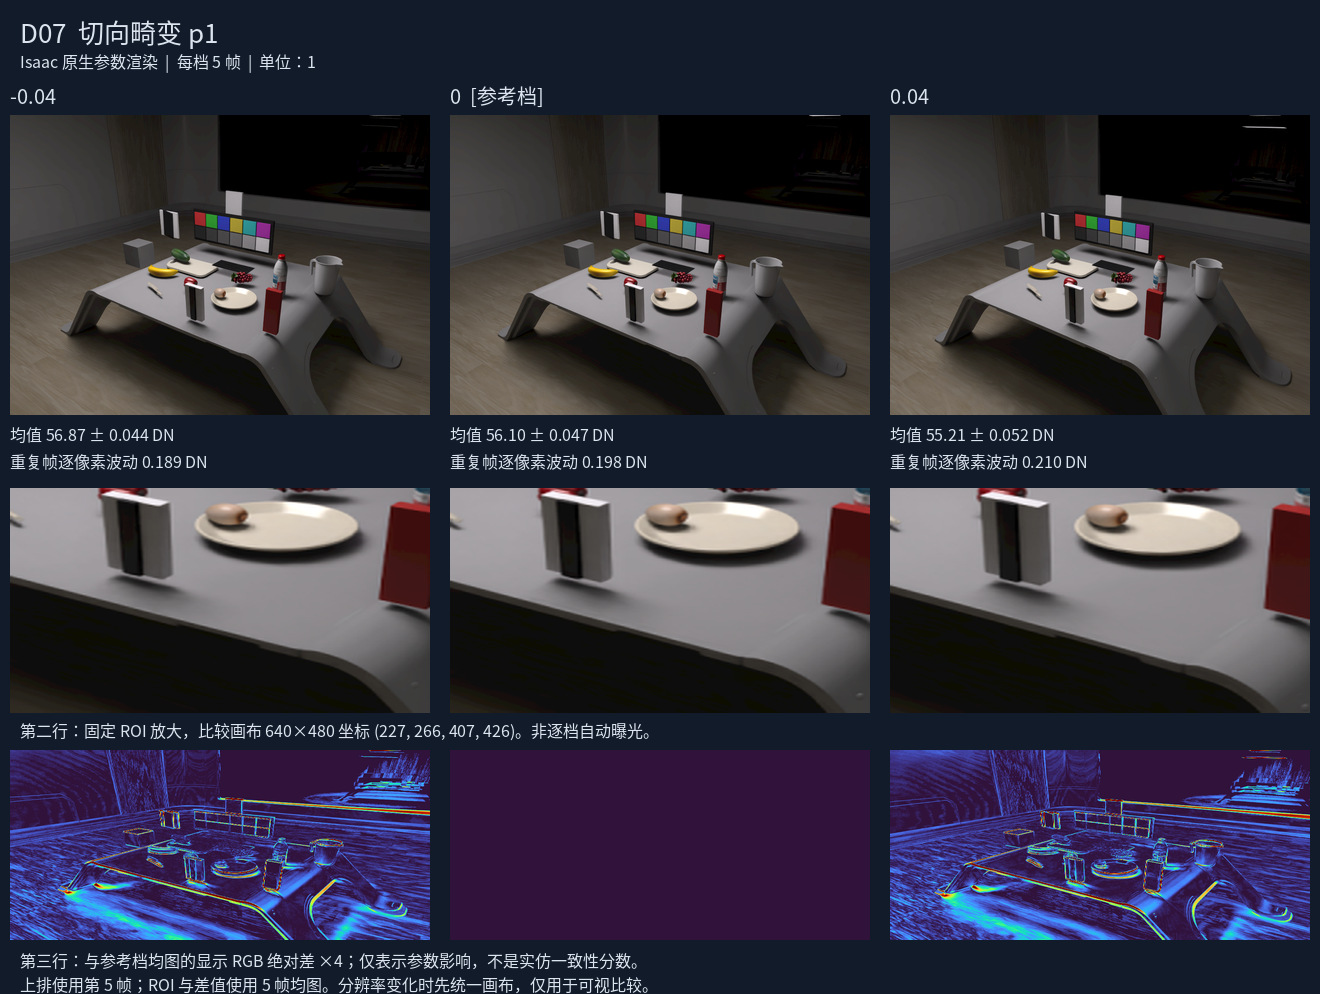 D07 切向畸变 p1
Isaac 原生参数渲染 | 每档 5 帧 | 单位：1
-0.04
0 [参考档]
0.04
均值 56.87 ± 0.044 DN
重复帧逐像素波动 0.189 DN
均值 56.10 ± 0.047 DN
重复帧逐像素波动 0.198 DN
均值 55.21 ± 0.052 DN
重复帧逐像素波动 0.210 DN
第二行：固定 ROI 放大，比较画布 640×480 坐标 (227, 266, 407, 426)。非逐档自动曝光。
第三行：与参考档均图的显示 RGB 绝对差 ×4；仅表示参数影响，不是实仿一致性分数。
上排使用第 5 帧；ROI 与差值使用 5 帧均图。分辨率变化时先统一画布，仅用于可视比较。